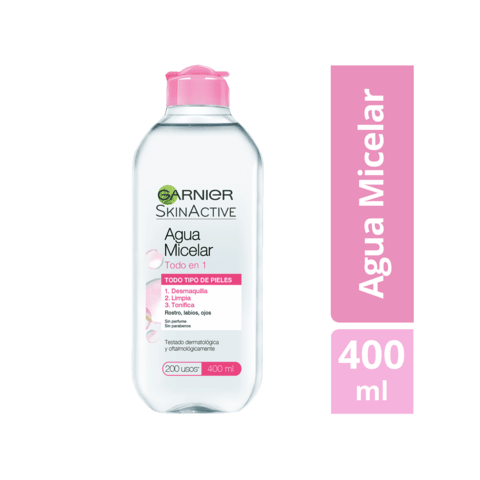 GARNIER
SKINACTIVE
Agua
Micelar
Todo en 1
TODO TIPO DE PIELES
1. Desmaquilla
2. Limpia
3. Tonifica
Rostro, labios, ojos
Sin perfume
Sin parabenos
Testado dermatológica
y oftalmológicamente
200 usos* 400 ml
Agua Micelar
400
ml